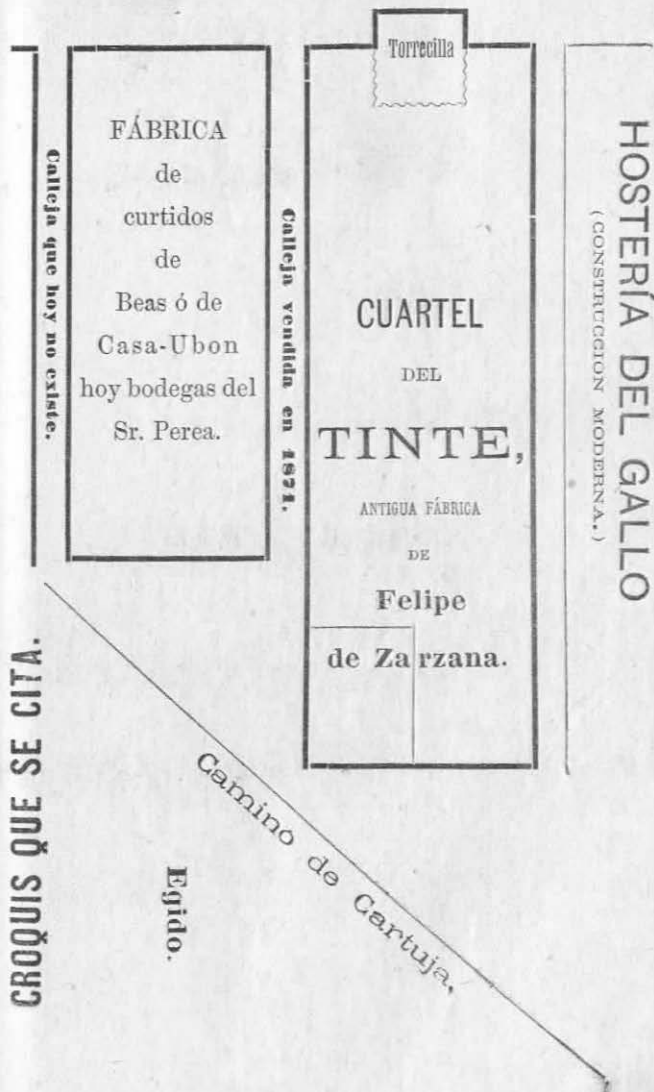 Torrecilla
Calleja que hoy no existe.
FÁBRICA
de
curtidos
de
Beas ó de
Casa-Ubon
hoy bodegas del
Sr. Perea.
Calleja vendida en 1871.
CUARTEL
DEL
TINTE,
ANTIGUA FÁBRICA
DE
Felipe
de Zarzana.
HOSTERÍA DEL GALLO
(CONSTRUCCION MODERNA.)
Camino de Cartuja.
Egido.
CROQUIS QUE SE CITA.